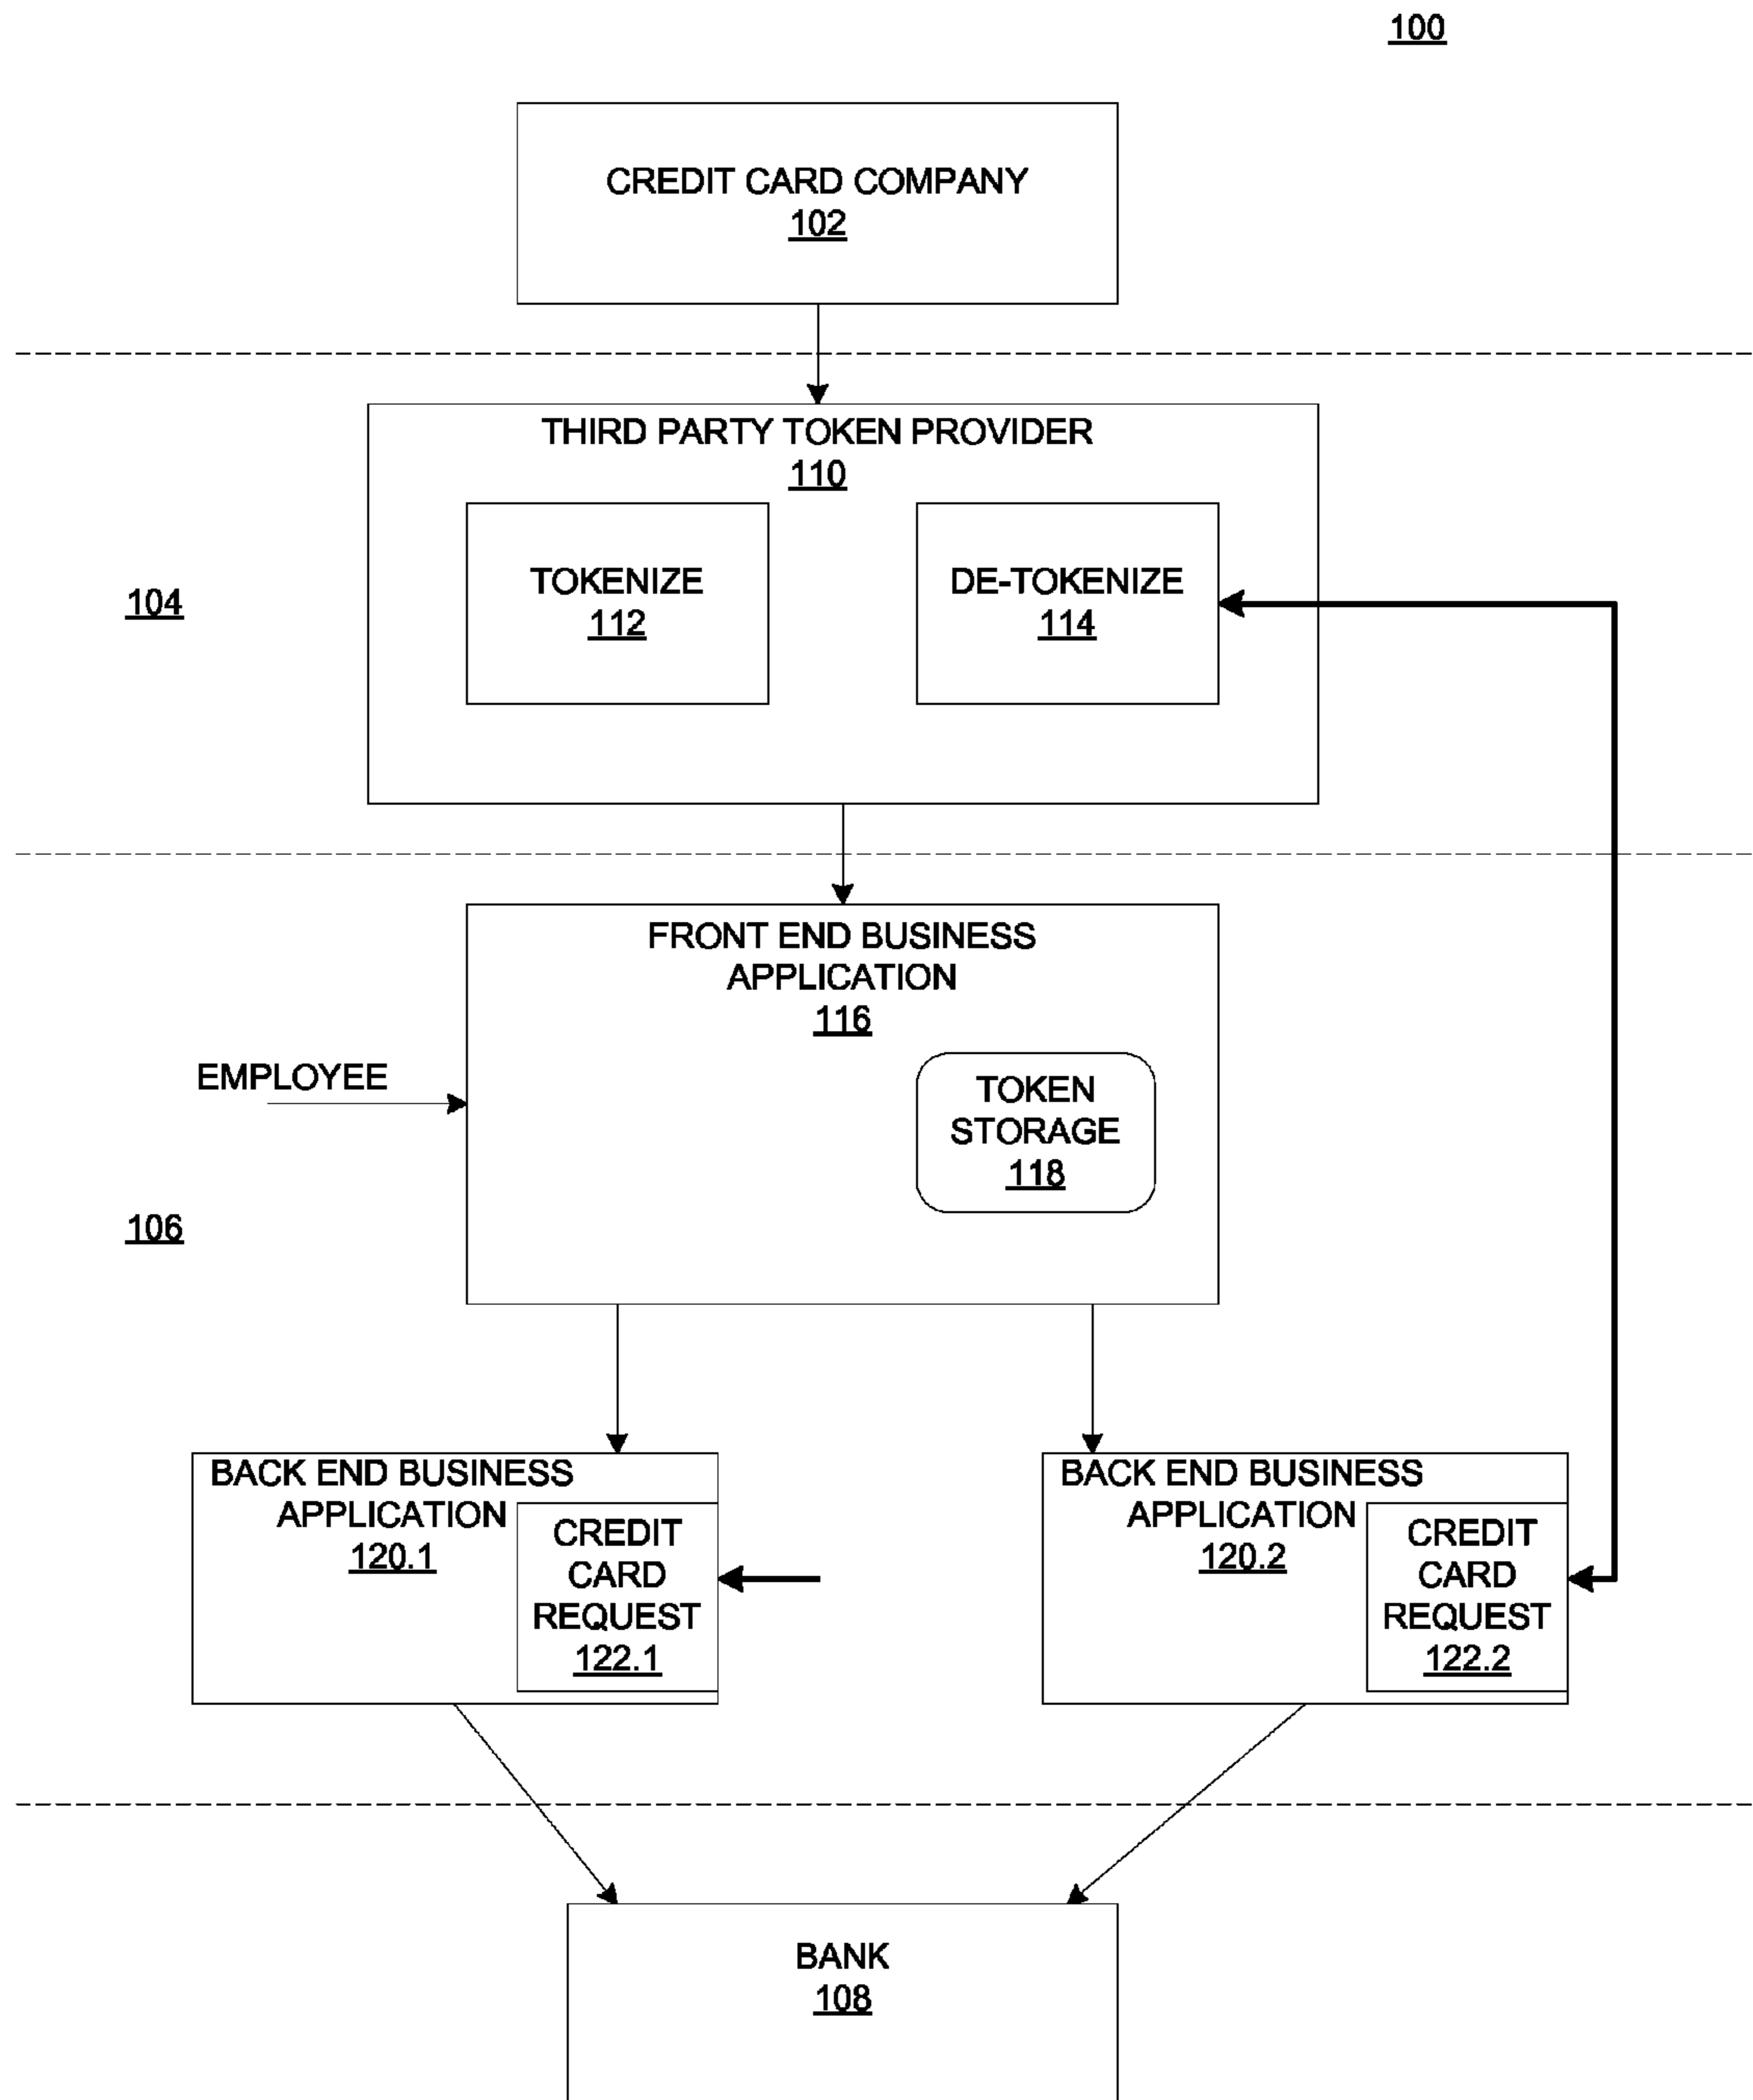 100
CREDIT CARD COMPANY
102
THIRD PARTY TOKEN PROVIDER
110
TOKENIZE
112
DE-TOKENIZE
114
104
FRONT END BUSINESS
APPLICATION
116
EMPLOYEE
TOKEN
STORAGE
118
106
BACK END BUSINESS
APPLICATION
120.1
CREDIT
CARD
REQUEST
122.1
BACK END BUSINESS
APPLICATION
120.2
CREDIT
CARD
REQUEST
122.2
BANK
108